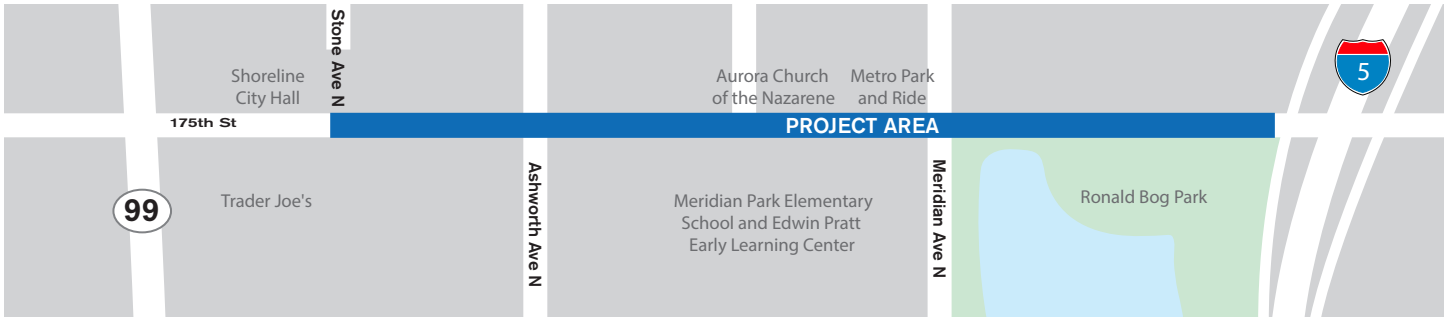 Stone Ave N
Shoreline
City Hall
Aurora Church
of the Nazarene
Metro Park
and Ride
5
175th St
PROJECT AREA
99
Trader Joe's
Ashworth Ave N
Meridian Park Elementary
School and Edwin Pratt
Early Learning Center
Meridian Ave N
Ronald Bog Park